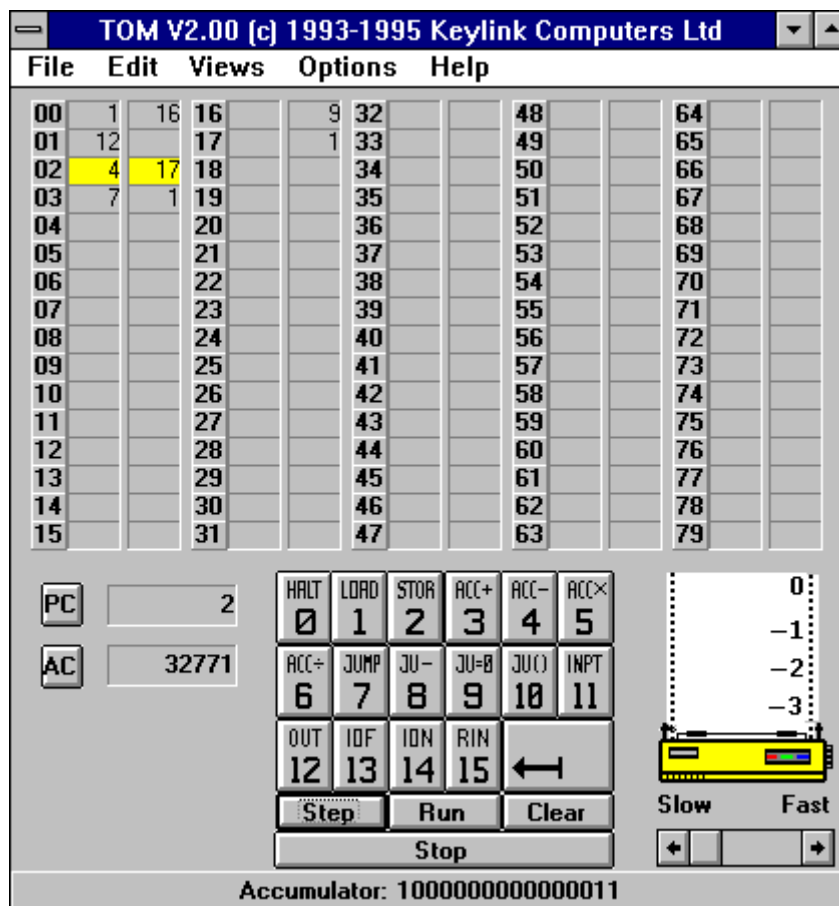 TOM V2.00 (c) 1993-1995 Keylink Computers Ltd
File Edit Views Options Help
00 1 16 16 9 32 48 64
01 12 17 1 33 49 65
02 4 17 18 34 50 66
03 7 1 19 35 51 67
04 20 36 52 68
05 21 37 53 69
06 22 38 54 70
07 23 39 55 71
08 24 40 56 72
09 25 41 57 73
10 26 42 58 74
11 27 43 59 75
12 28 44 60 76
13 29 45 61 77
14 30 46 62 78
15 31 47 63 79
PC 2
AC 32771
HALT LOAD STOR ACC+ ACC− ACC×
0 1 2 3 4 5
ACC÷ JUMP JU− JU=0 JU() INPT
6 7 8 9 10 11
OUT IOF ION RIN
12 13 14 15
Step Run Clear
Stop
0
−1
−2
−3
Slow Fast
Accumulator: 1000000000000011